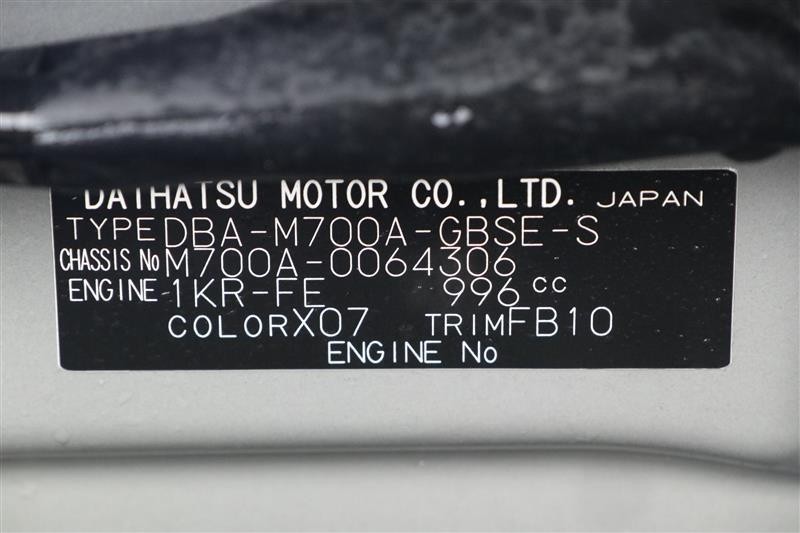 DAIHATSU MOTOR CO.,LTD. JAPAN
TYPE DBA-M700A-GBSE-S
CHASSIS No M700A-0064306
ENGINE 1KR-FE 996 cc
COLOR X07 TRIM FB10
ENGINE No